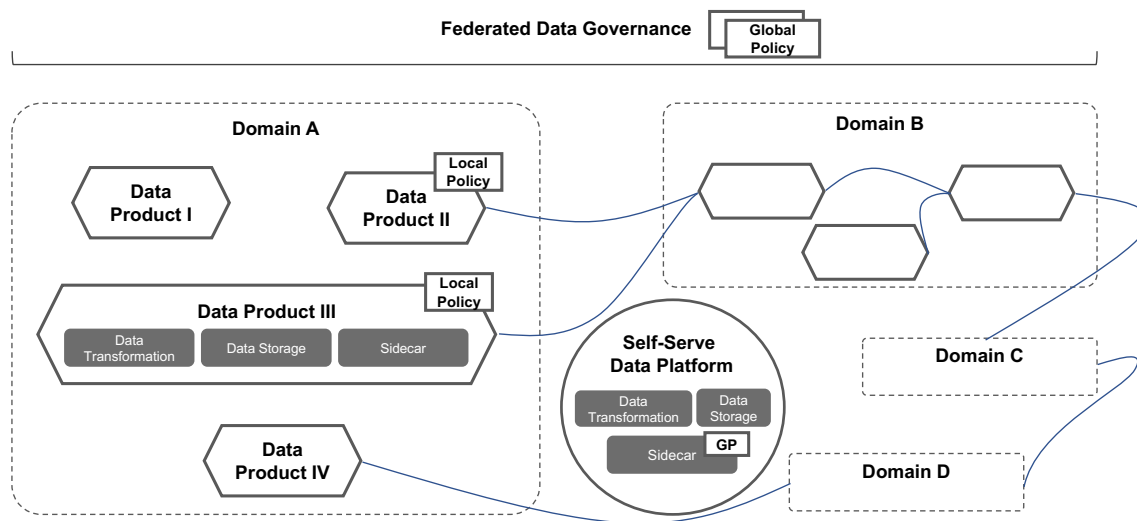 Federated Data Governance
Global
Policy
Domain A
Data
Product I
Data
Product II
Local
Policy
Data Product III
Local
Policy
Data
Transformation
Data Storage
Sidecar
Data
Product IV
Domain B
Self-Serve
Data Platform
Data
Transformation
Data
Storage
Sidecar
GP
Domain C
Domain D